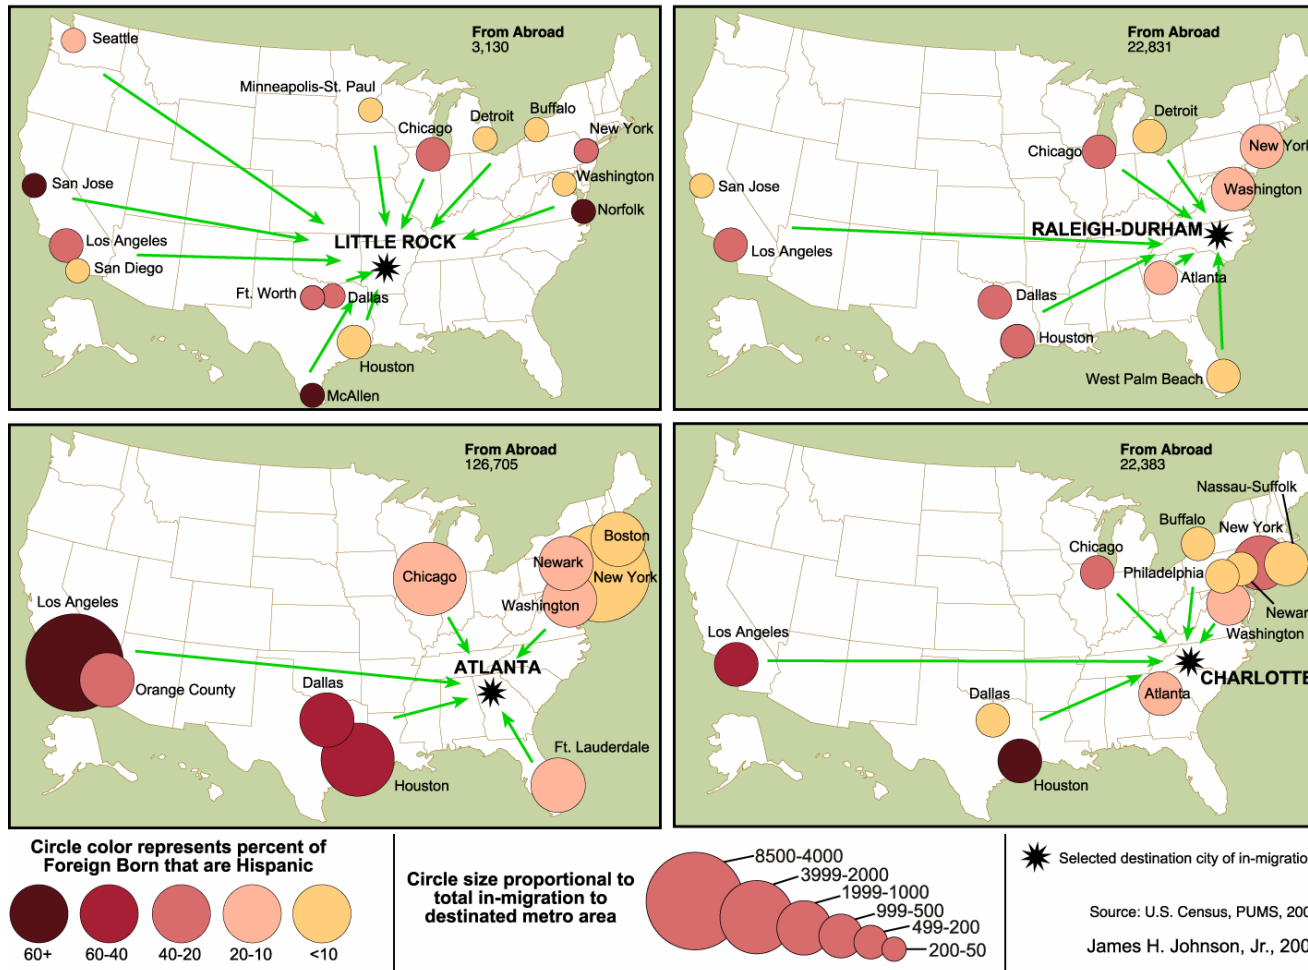 From Abroad
3,130
Seattle
Minneapolis-St. Paul
Chicago
Detroit
Buffalo
New York
San Jose
Washington
Norfolk
LITTLE ROCK
Los Angeles
San Diego
Ft. Worth
Dallas
Houston
McAllen
From Abroad
22,831
Detroit
Chicago
New York
San Jose
Washington
RALEIGH-DURHAM
Los Angeles
Atlanta
Dallas
Houston
West Palm Beach
From Abroad
126,705
Boston
Newark
Chicago
New York
Los Angeles
Washington
ATLANTA
Orange County
Dallas
Ft. Lauderdale
Houston
From Abroad
22,383
Nassau-Suffolk
Buffalo
New York
Chicago
Philadelphia
Newar
Los Angeles
Washington
CHARLOTTE
Dallas
Atlanta
Houston
Circle color represents percent of
Foreign Born that are Hispanic
60+ 60-40 40-20 20-10 <10
Circle size proportional to
total in-migration to
destinated metro area
8500-4000
3999-2000
1999-1000
999-500
499-200
200-50
Selected destination city of in-migratio
Source: U.S. Census, PUMS, 200
James H. Johnson, Jr., 200